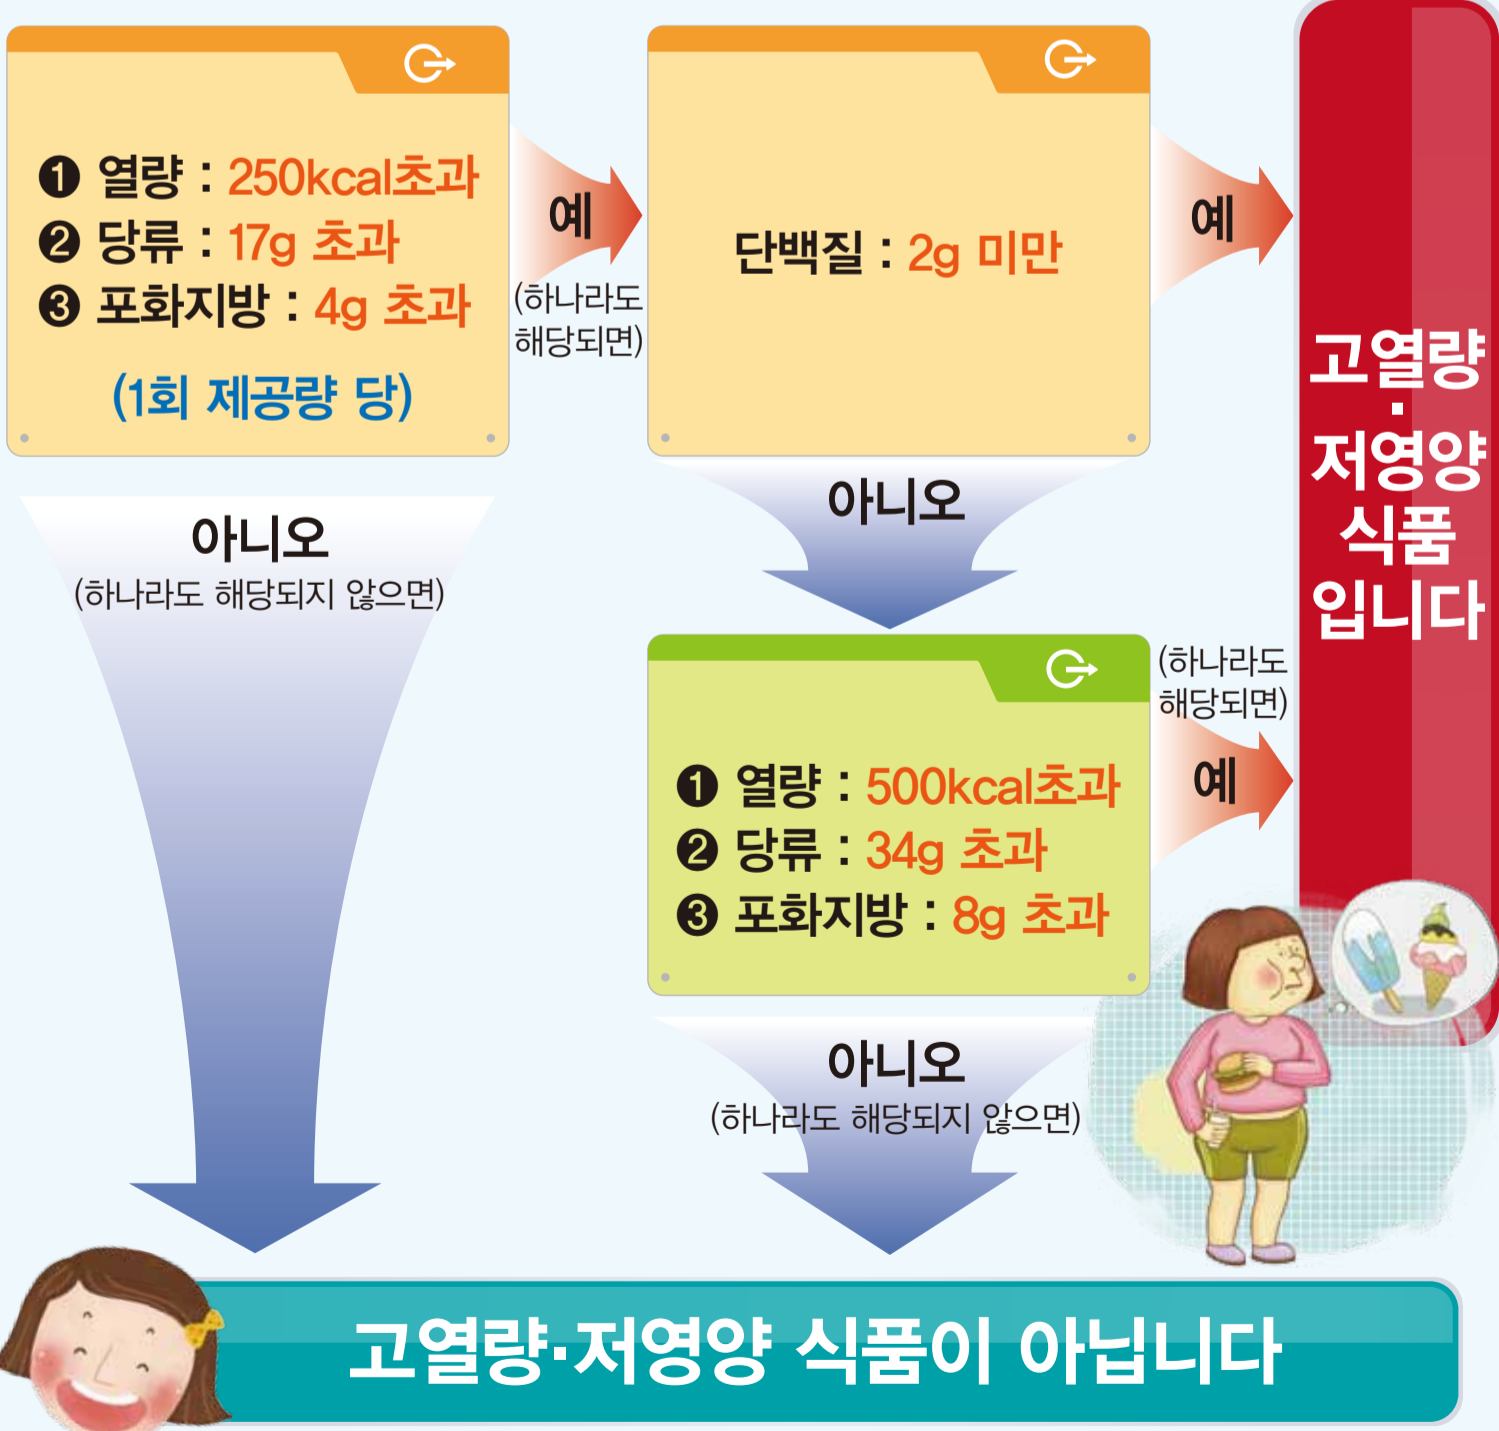 ❶ 열량 : 250kcal초과
❷ 당류 : 17g 초과
❸ 포화지방 : 4g 초과
(1회 제공량 당)
예
(하나라도
해당되면)
단백질 : 2g 미만
예
아니오
(하나라도 해당되지 않으면)
아니오
❶ 열량 : 500kcal초과
❷ 당류 : 34g 초과
❸ 포화지방 : 8g 초과
(하나라도
해당되면)
예
아니오
(하나라도 해당되지 않으면)
고열량
·
저영양
식품
입니다
고열량·저영양 식품이 아닙니다